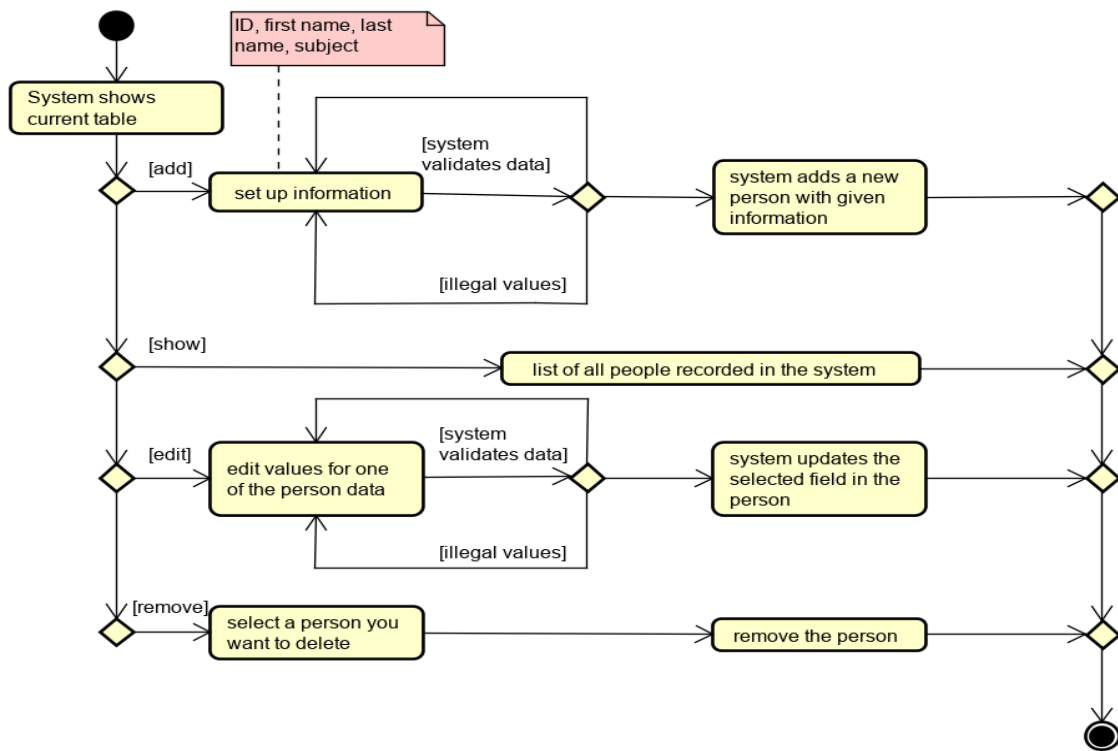 ID, first name, last
name, subject
System shows
current table
[add]
set up information
[system
validates data]
system adds a new
person with given
information
[illegal values]
[show]
list of all people recorded in the system
[edit]
edit values for one
of the person data
[system
validates data]
system updates the
selected field in the
person
[illegal values]
[remove]
select a person you
want to delete
remove the person